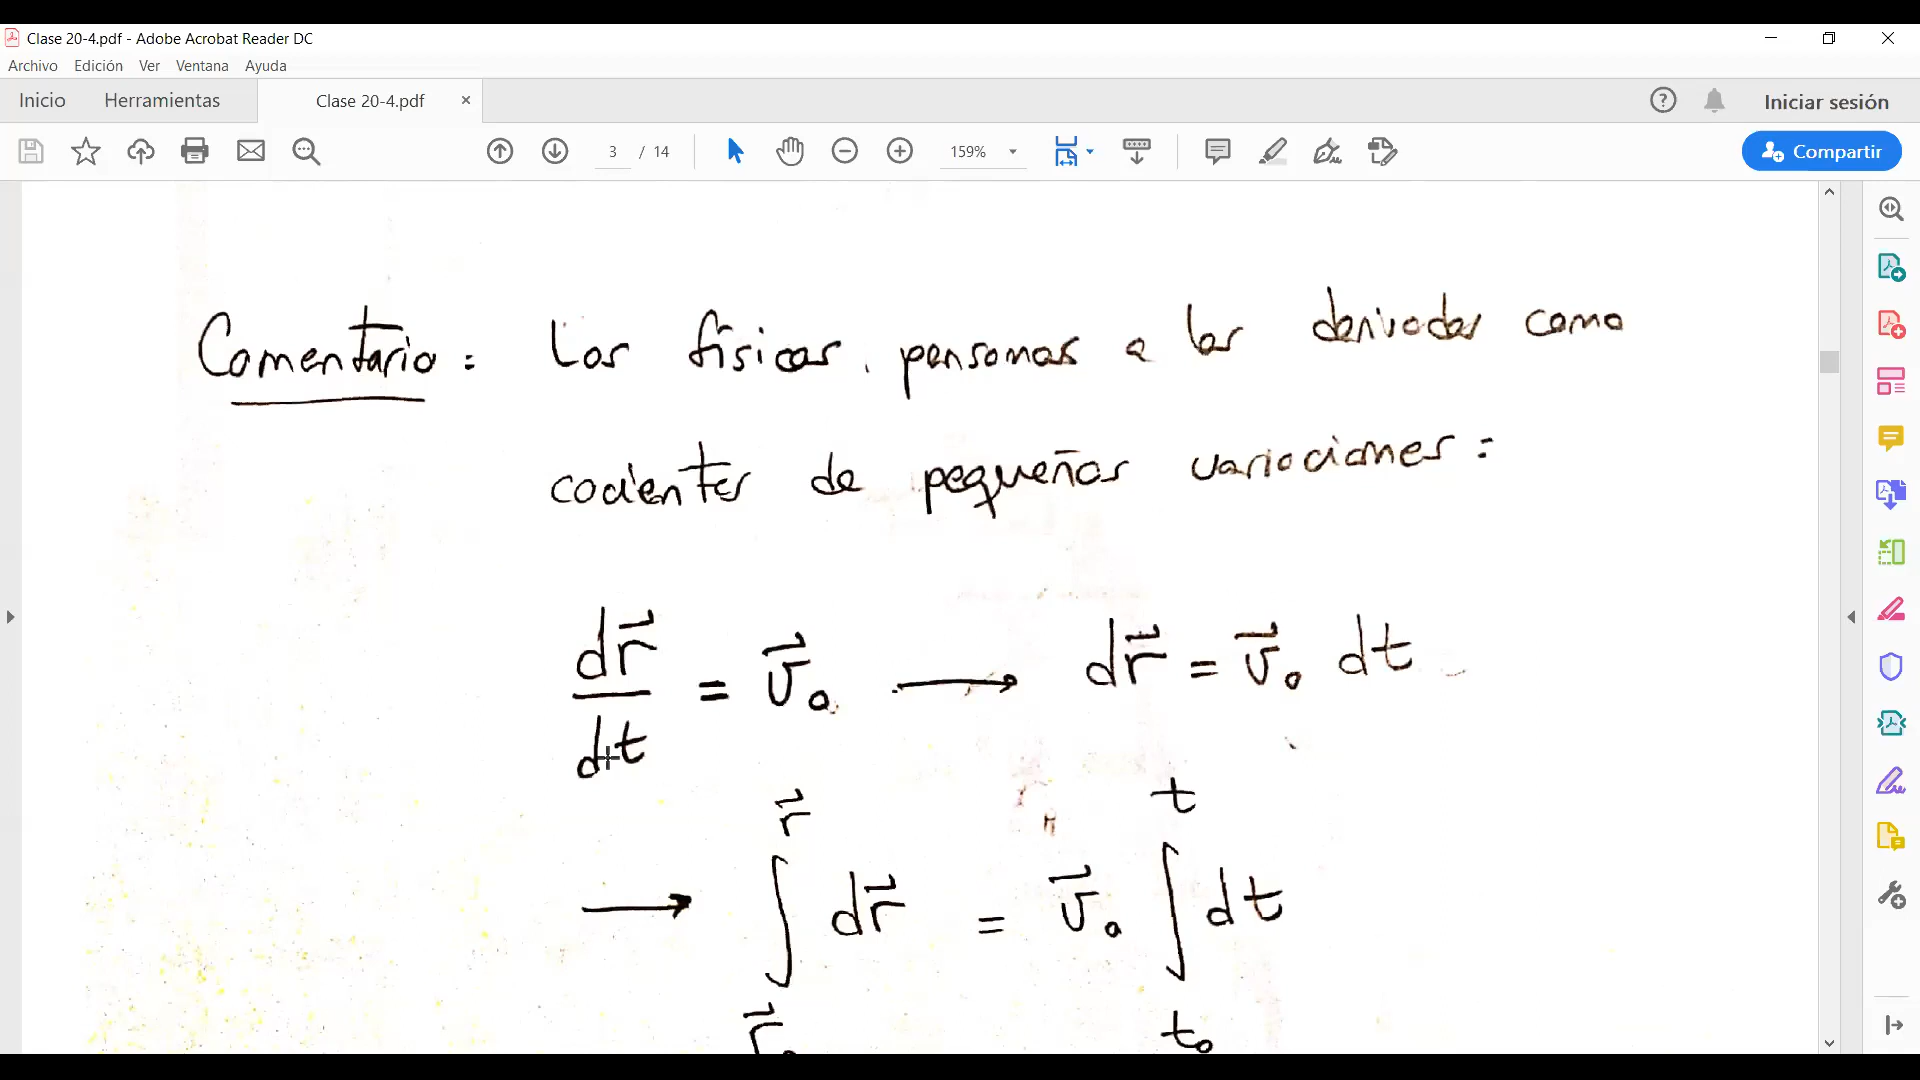 Clase 20-4.pdf - Adobe Acrobat Reader DC
Archivo Edición Ver Ventana Ayuda
Inicio Herramientas Clase 20-4.pdf × Iniciar sesión
3 / 14 159% Compartir
Comentario: Los físicos, pensamos a las derivadas como
cocientes de pequeñas variaciones:
dr⃗/dt = v⃗₀ → dr⃗ = v⃗₀ dt
→ ∫_{r⃗₀}^{r⃗} dr⃗ = v⃗₀ ∫_{t₀}^{t} dt